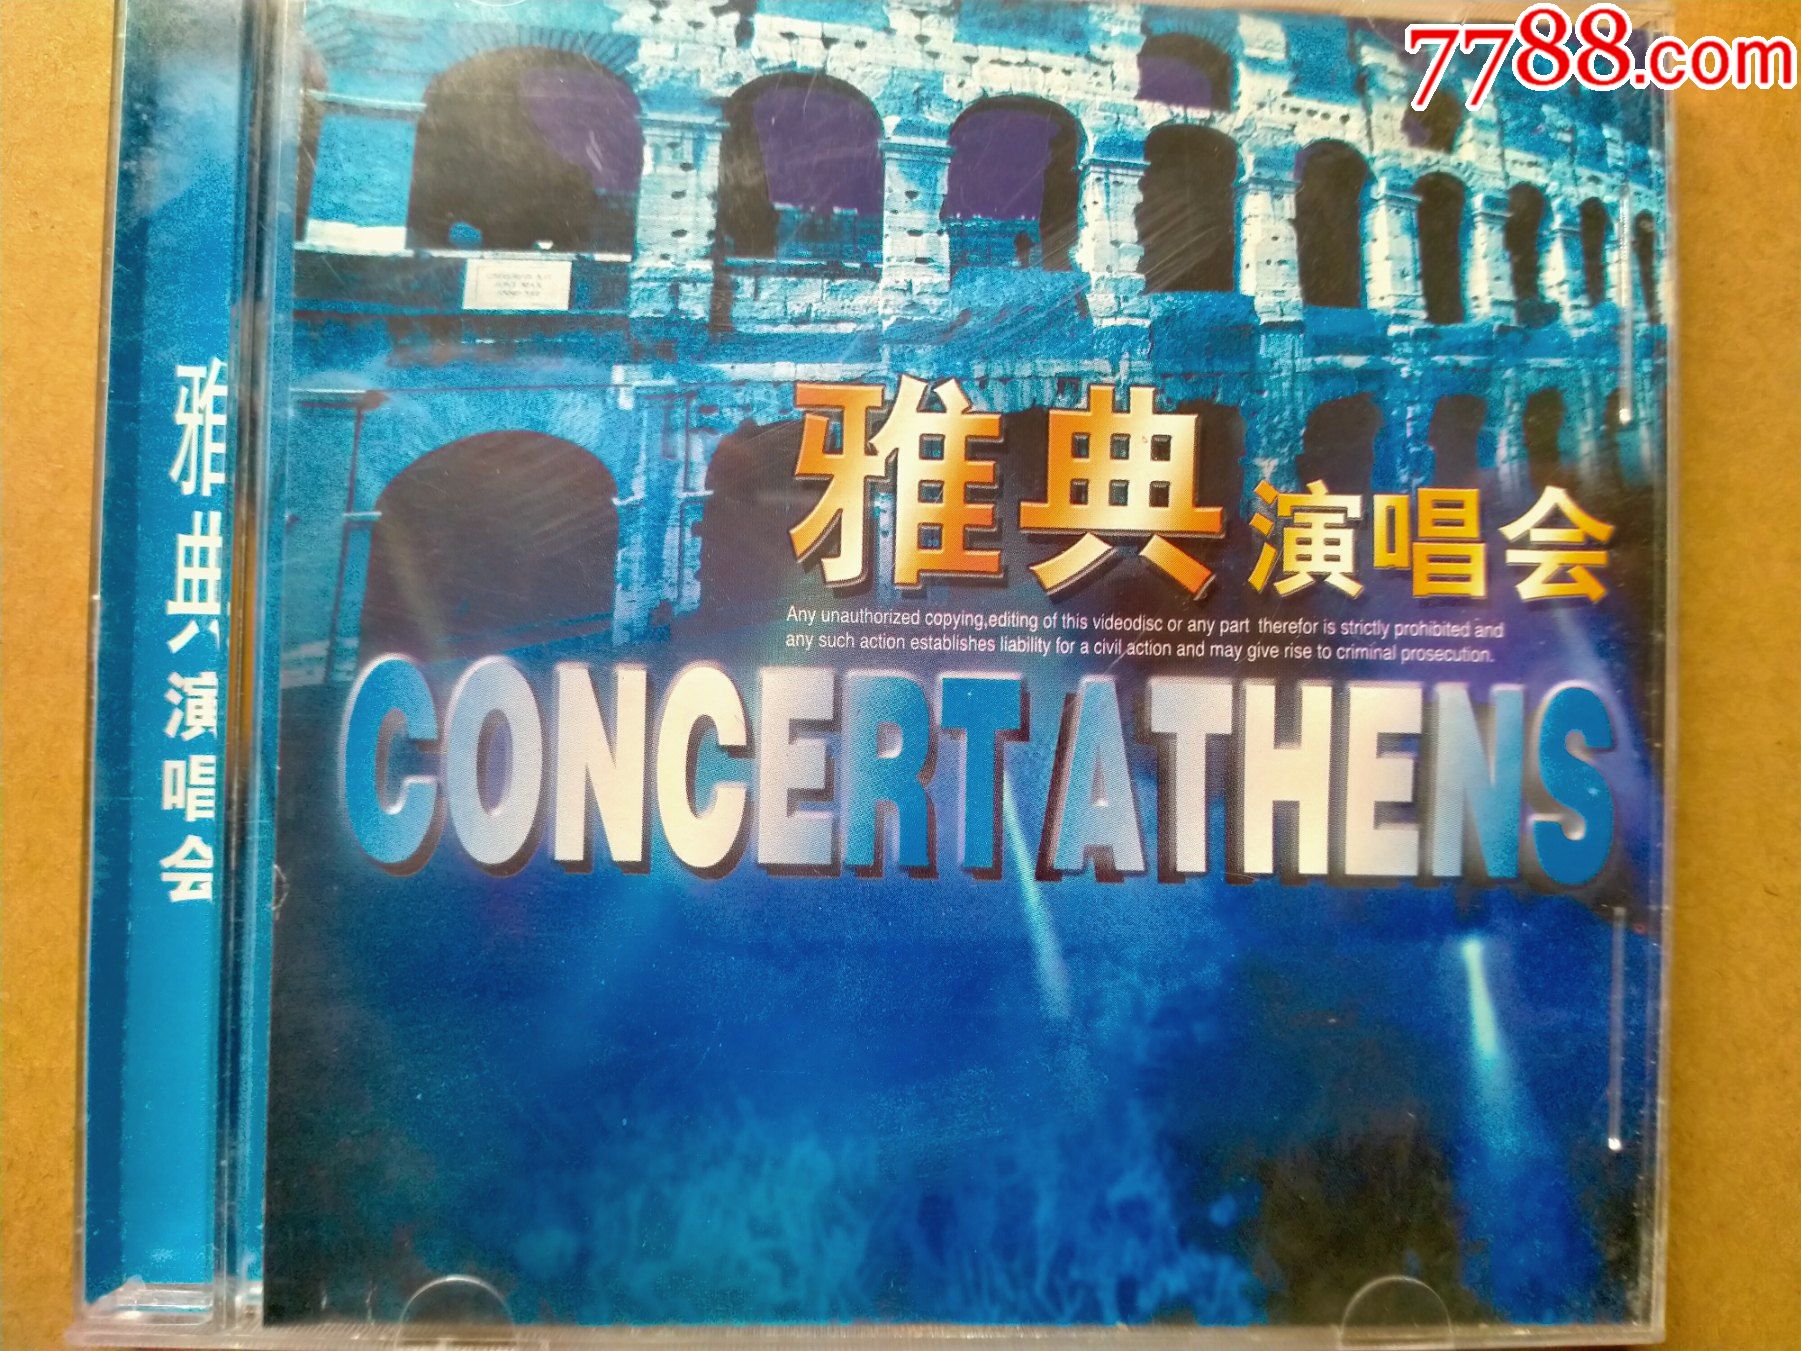 7788.com
雅典演唱会
雅典演唱会
Any unauthorized copying,editing of this videodisc or any part therefor is strictly prohibited and
any such action establishes liability for a civil action and may give rise to criminal prosecution.
CONCERT ATHENS